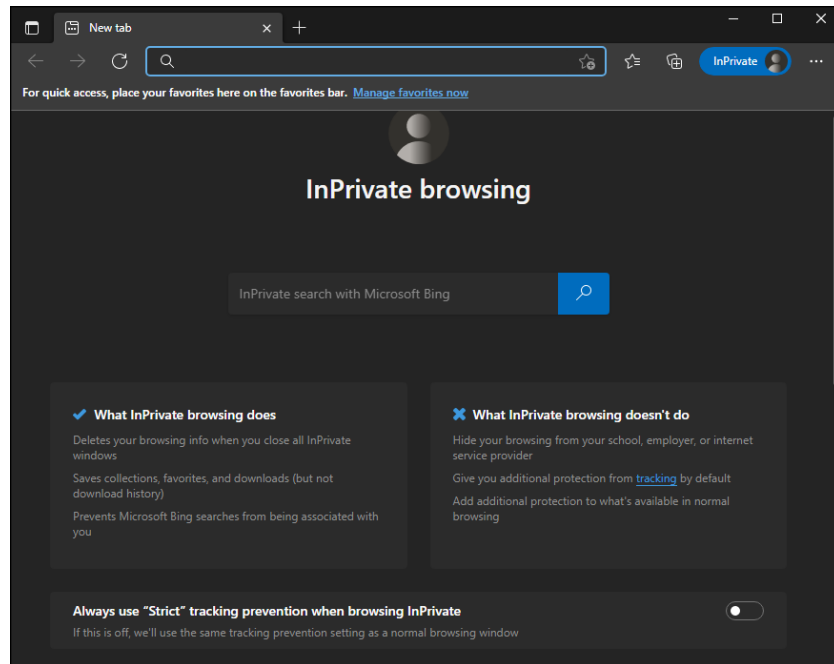 New tab
InPrivate
For quick access, place your favorites here on the favorites bar. Manage favorites now
InPrivate browsing
InPrivate search with Microsoft Bing
What InPrivate browsing does
Deletes your browsing info when you close all InPrivate
windows
Saves collections, favorites, and downloads (but not
download history)
Prevents Microsoft Bing searches from being associated with
you
What InPrivate browsing doesn't do
Hide your browsing from your school, employer, or internet
service provider
Give you additional protection from tracking by default
Add additional protection to what's available in normal
browsing
Always use “Strict” tracking prevention when browsing InPrivate
If this is off, we'll use the same tracking prevention setting as a normal browsing window